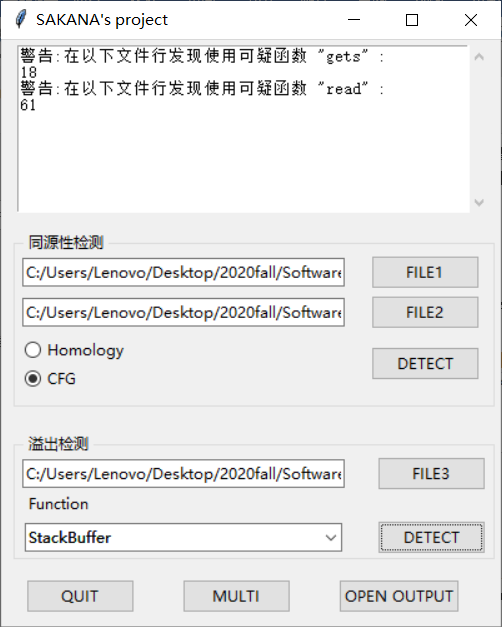 SAKANA's project
警告:在以下文件行发现使用可疑函数 "gets" :
18
警告:在以下文件行发现使用可疑函数 "read" :
61
同源性检测
C:/Users/Lenovo/Desktop/2020fall/Software
FILE1
C:/Users/Lenovo/Desktop/2020fall/Software
FILE2
Homology
DETECT
CFG
溢出检测
C:/Users/Lenovo/Desktop/2020fall/Software
FILE3
Function
StackBuffer
DETECT
QUIT
MULTI
OPEN OUTPUT